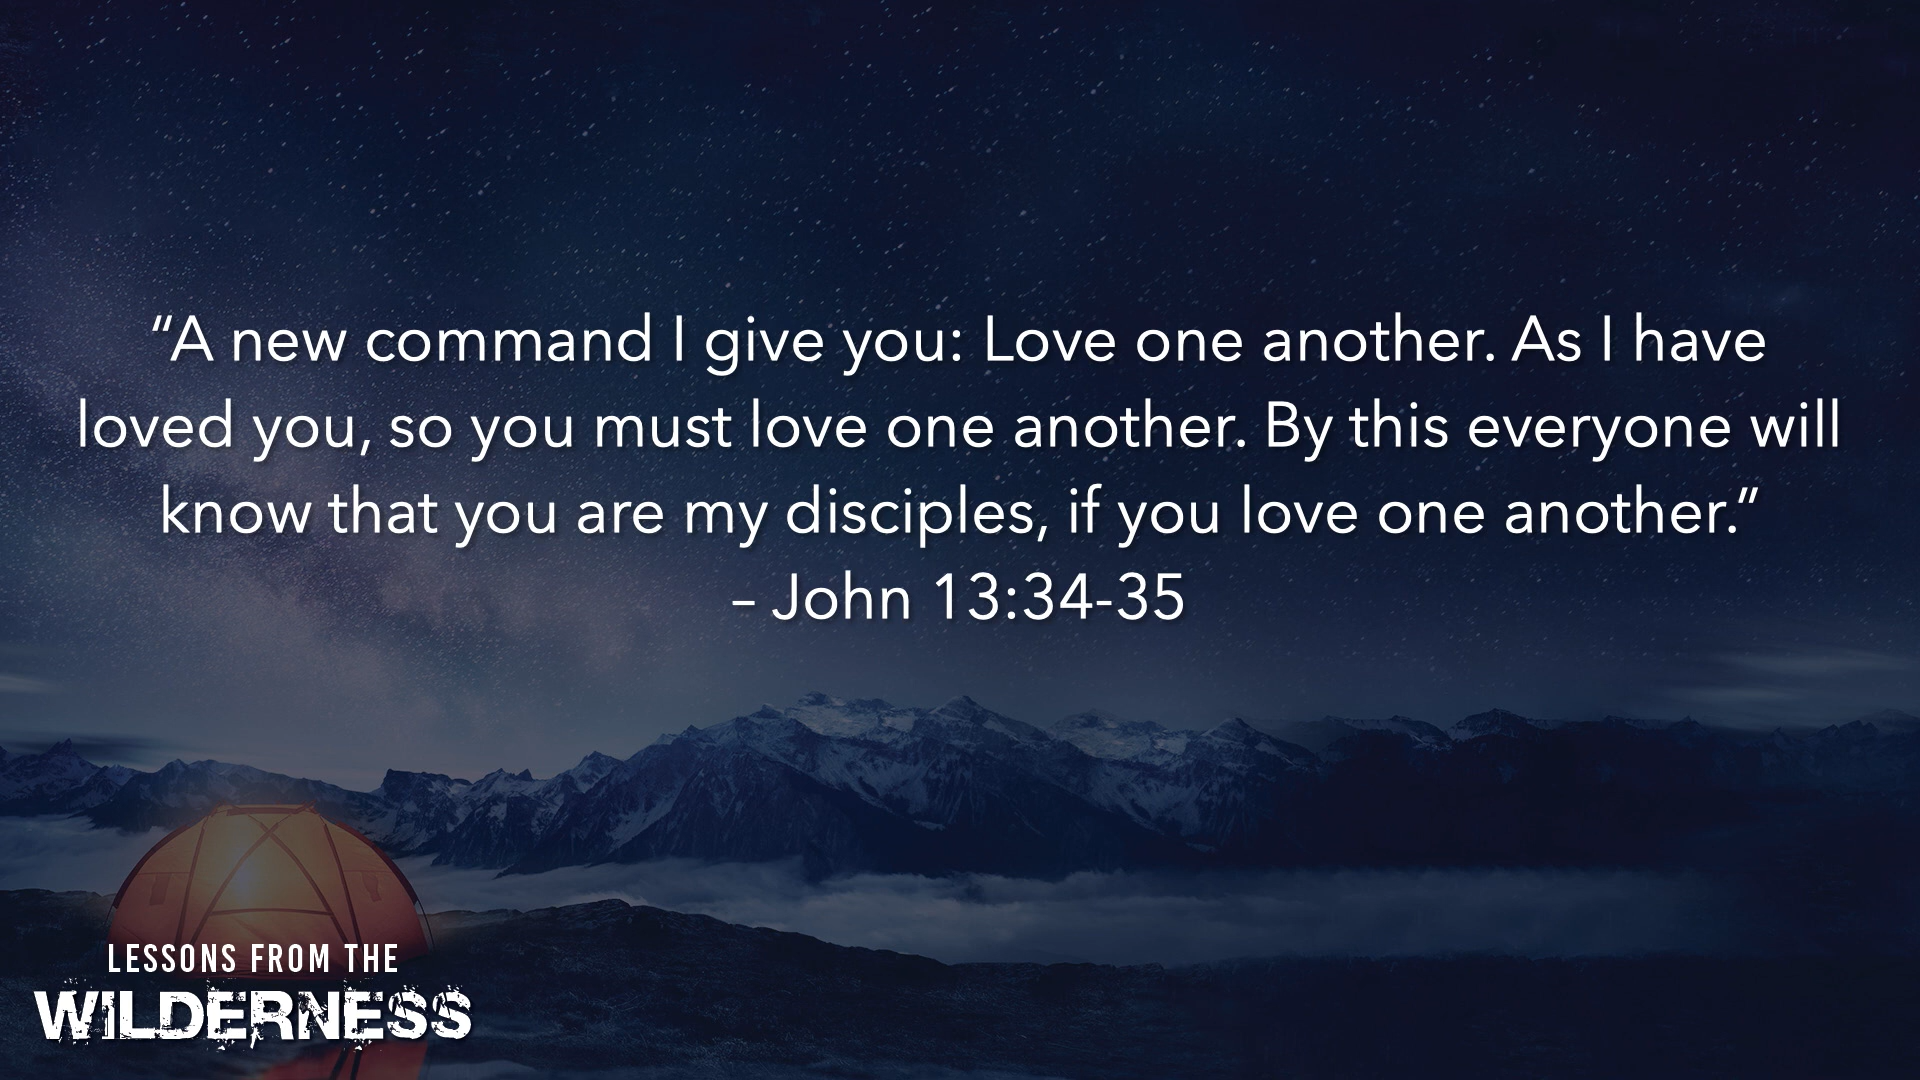 “A new command I give you: Love one another. As I have
loved you, so you must love one another. By this everyone will
know that you are my disciples, if you love one another.”
– John 13:34-35
LESSONS FROM THE
WILDERNESS